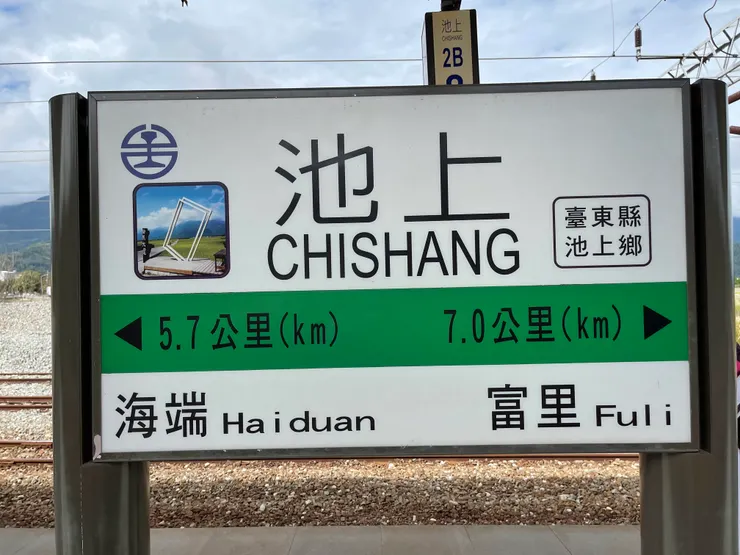 池上
CHISHANG
2B
池上
CHISHANG
臺東縣
池上鄉
5.7公里(km)
7.0公里(km)
海端 Haiduan
富里 Fuli